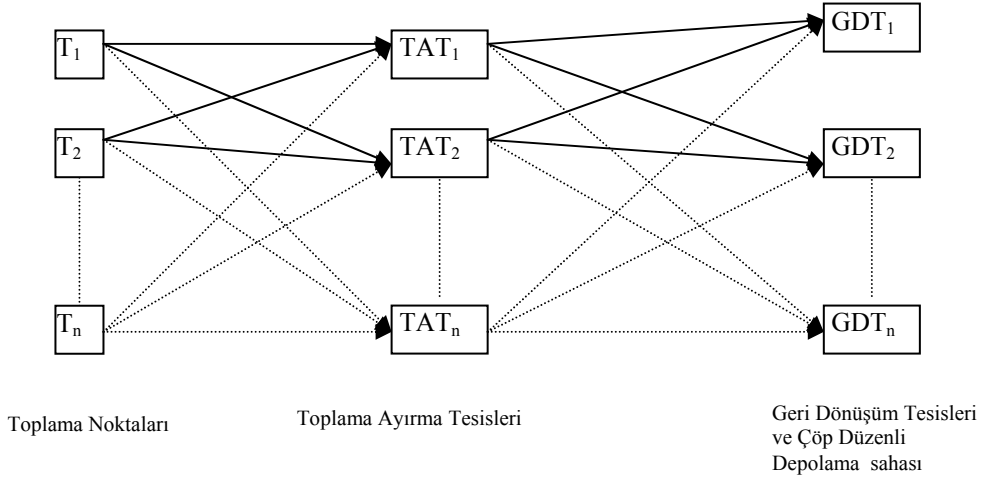 T₁ TAT₁ GDT₁
T₂ TAT₂ GDT₂
Tₙ TATₙ GDTₙ
Toplama Noktaları
Toplama Ayırma Tesisleri
Geri Dönüşüm Tesisleri
ve Çöp Düzenli
Depolama sahası